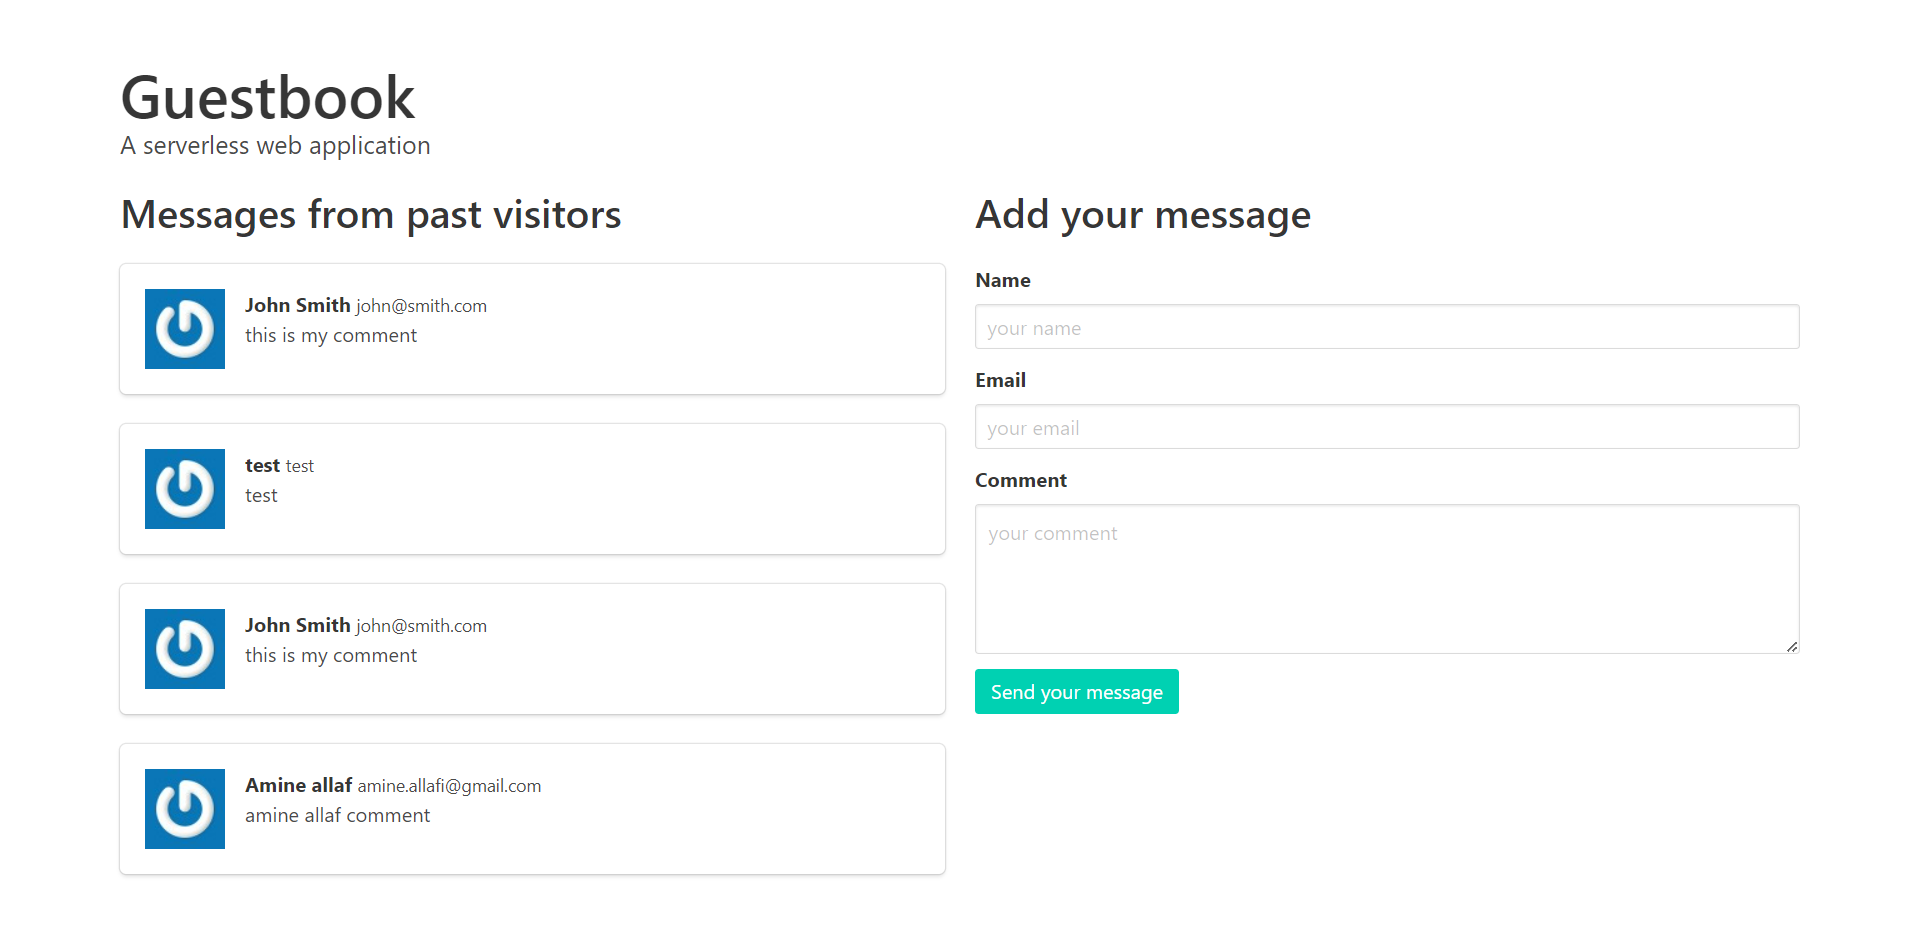 Guestbook
A serverless web application
Messages from past visitors
John Smith john@smith.com
this is my comment
test test
test
John Smith john@smith.com
this is my comment
Amine allaf amine.allafi@gmail.com
amine allaf comment
Add your message
Name
your name
Email
your email
Comment
your comment
Send your message